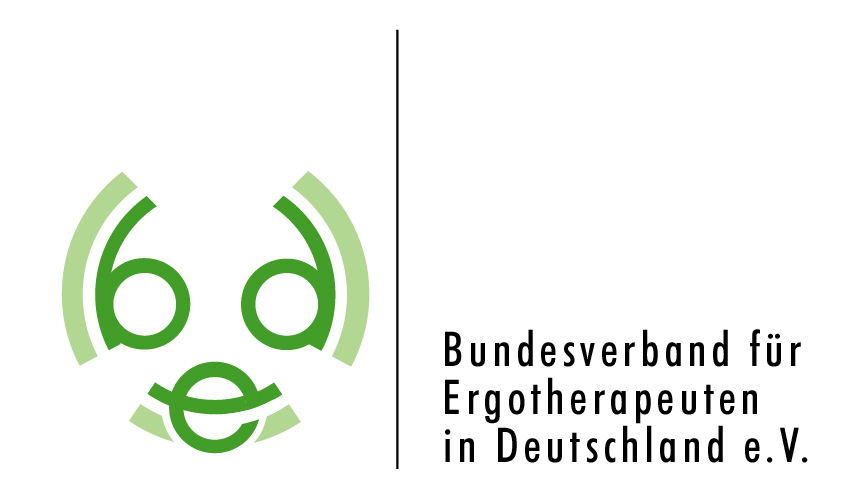 b d
e
Bundesverband für
Ergotherapeuten
in Deutschland e.V.